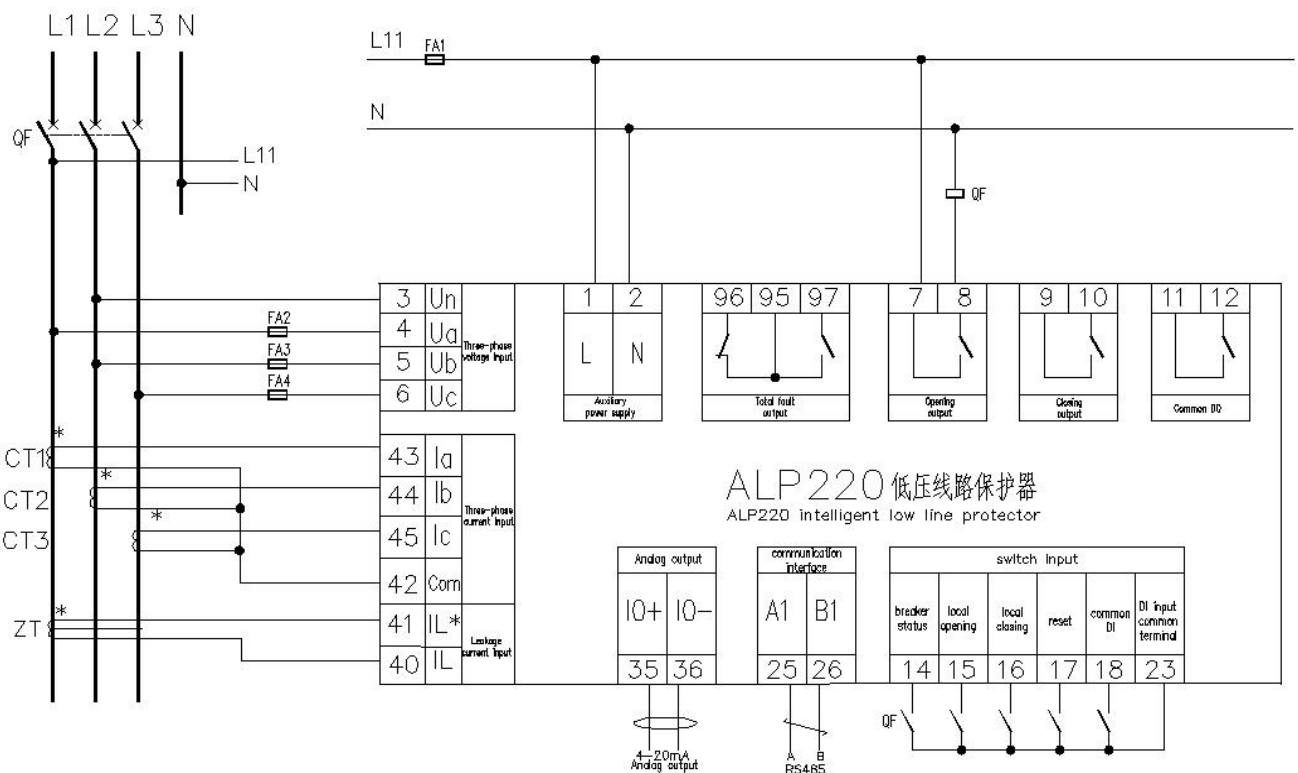 L1 L2 L3 N
L11 FA1
N
QF
L11
N
QF
3 Un
FA2
4 Ua
Three-phase voltage input
FA3
5 Ub
FA4
6 Uc
1 2
L N
Auxiliary
power supply
96 95 97
Total fault
output
7 8
Opening
output
9 10
Closing
output
11 12
Common DO
*
CT1
43 Ia
*
CT2
44 Ib
Three-phase
current input
*
CT3
45 Ic
42 Com
*
ZT
41 IL*
Leakage
current input
40 IL
ALP220低压线路保护器
ALP220 intelligent low line protector
Analog output
IO+ IO-
35 36
4-20mA
Analog output
communication
interface
A1 B1
25 26
A B
RS485
switch input
breaker
status
local
opening
local
closing
reset
common
DI
DI input
common
terminal
14 15 16 17 18 23
QF